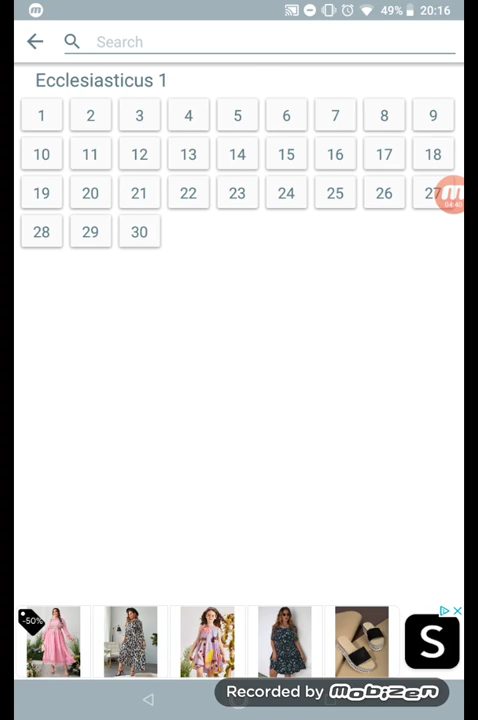 49% 20:16
Search
Ecclesiasticus 1
1 2 3 4 5 6 7 8 9
10 11 12 13 14 15 16 17 18
19 20 21 22 23 24 25 26 27
04:40
28 29 30
-50%
S
Recorded by mobizen